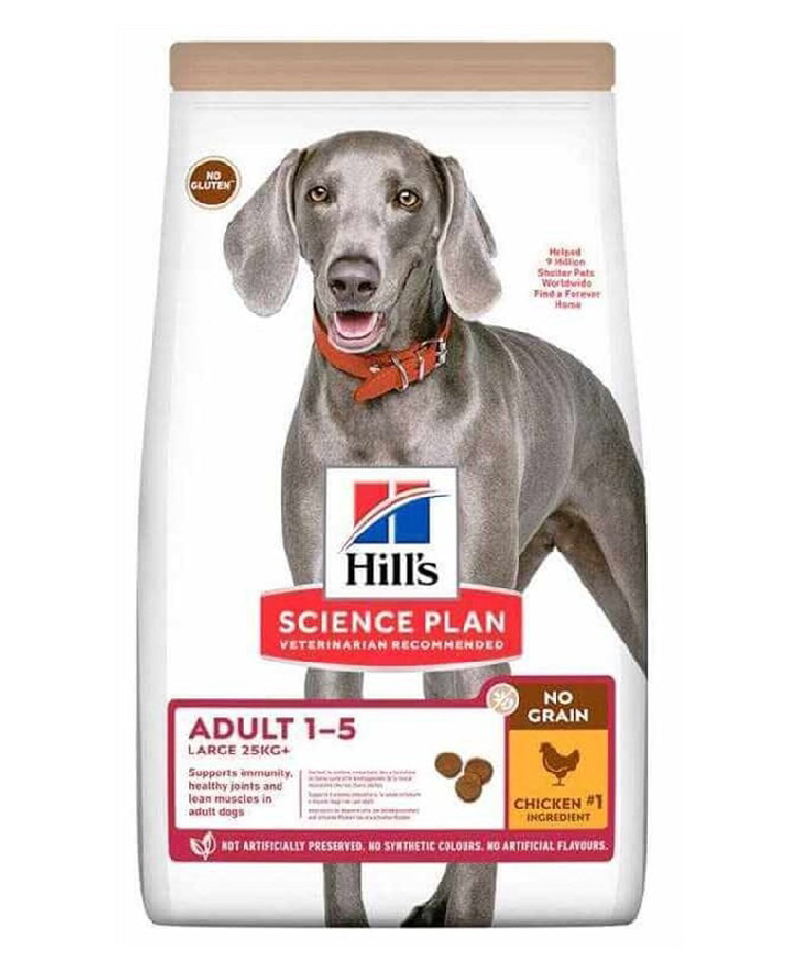 NO
GLUTEN
Helped
9 Million
Shelter Pets
Worldwide
Find a Forever
Home
Hill's
SCIENCE PLAN
VETERINARIAN RECOMMENDED
NO
GRAIN
ADULT 1–5
LARGE 25KG+
Supports immunity,
healthy joints and
lean muscles in
adult dogs
CHICKEN #1
INGREDIENT
NOT ARTIFICIALLY PRESERVED. NO SYNTHETIC COLOURS. NO ARTIFICIAL FLAVOURS.